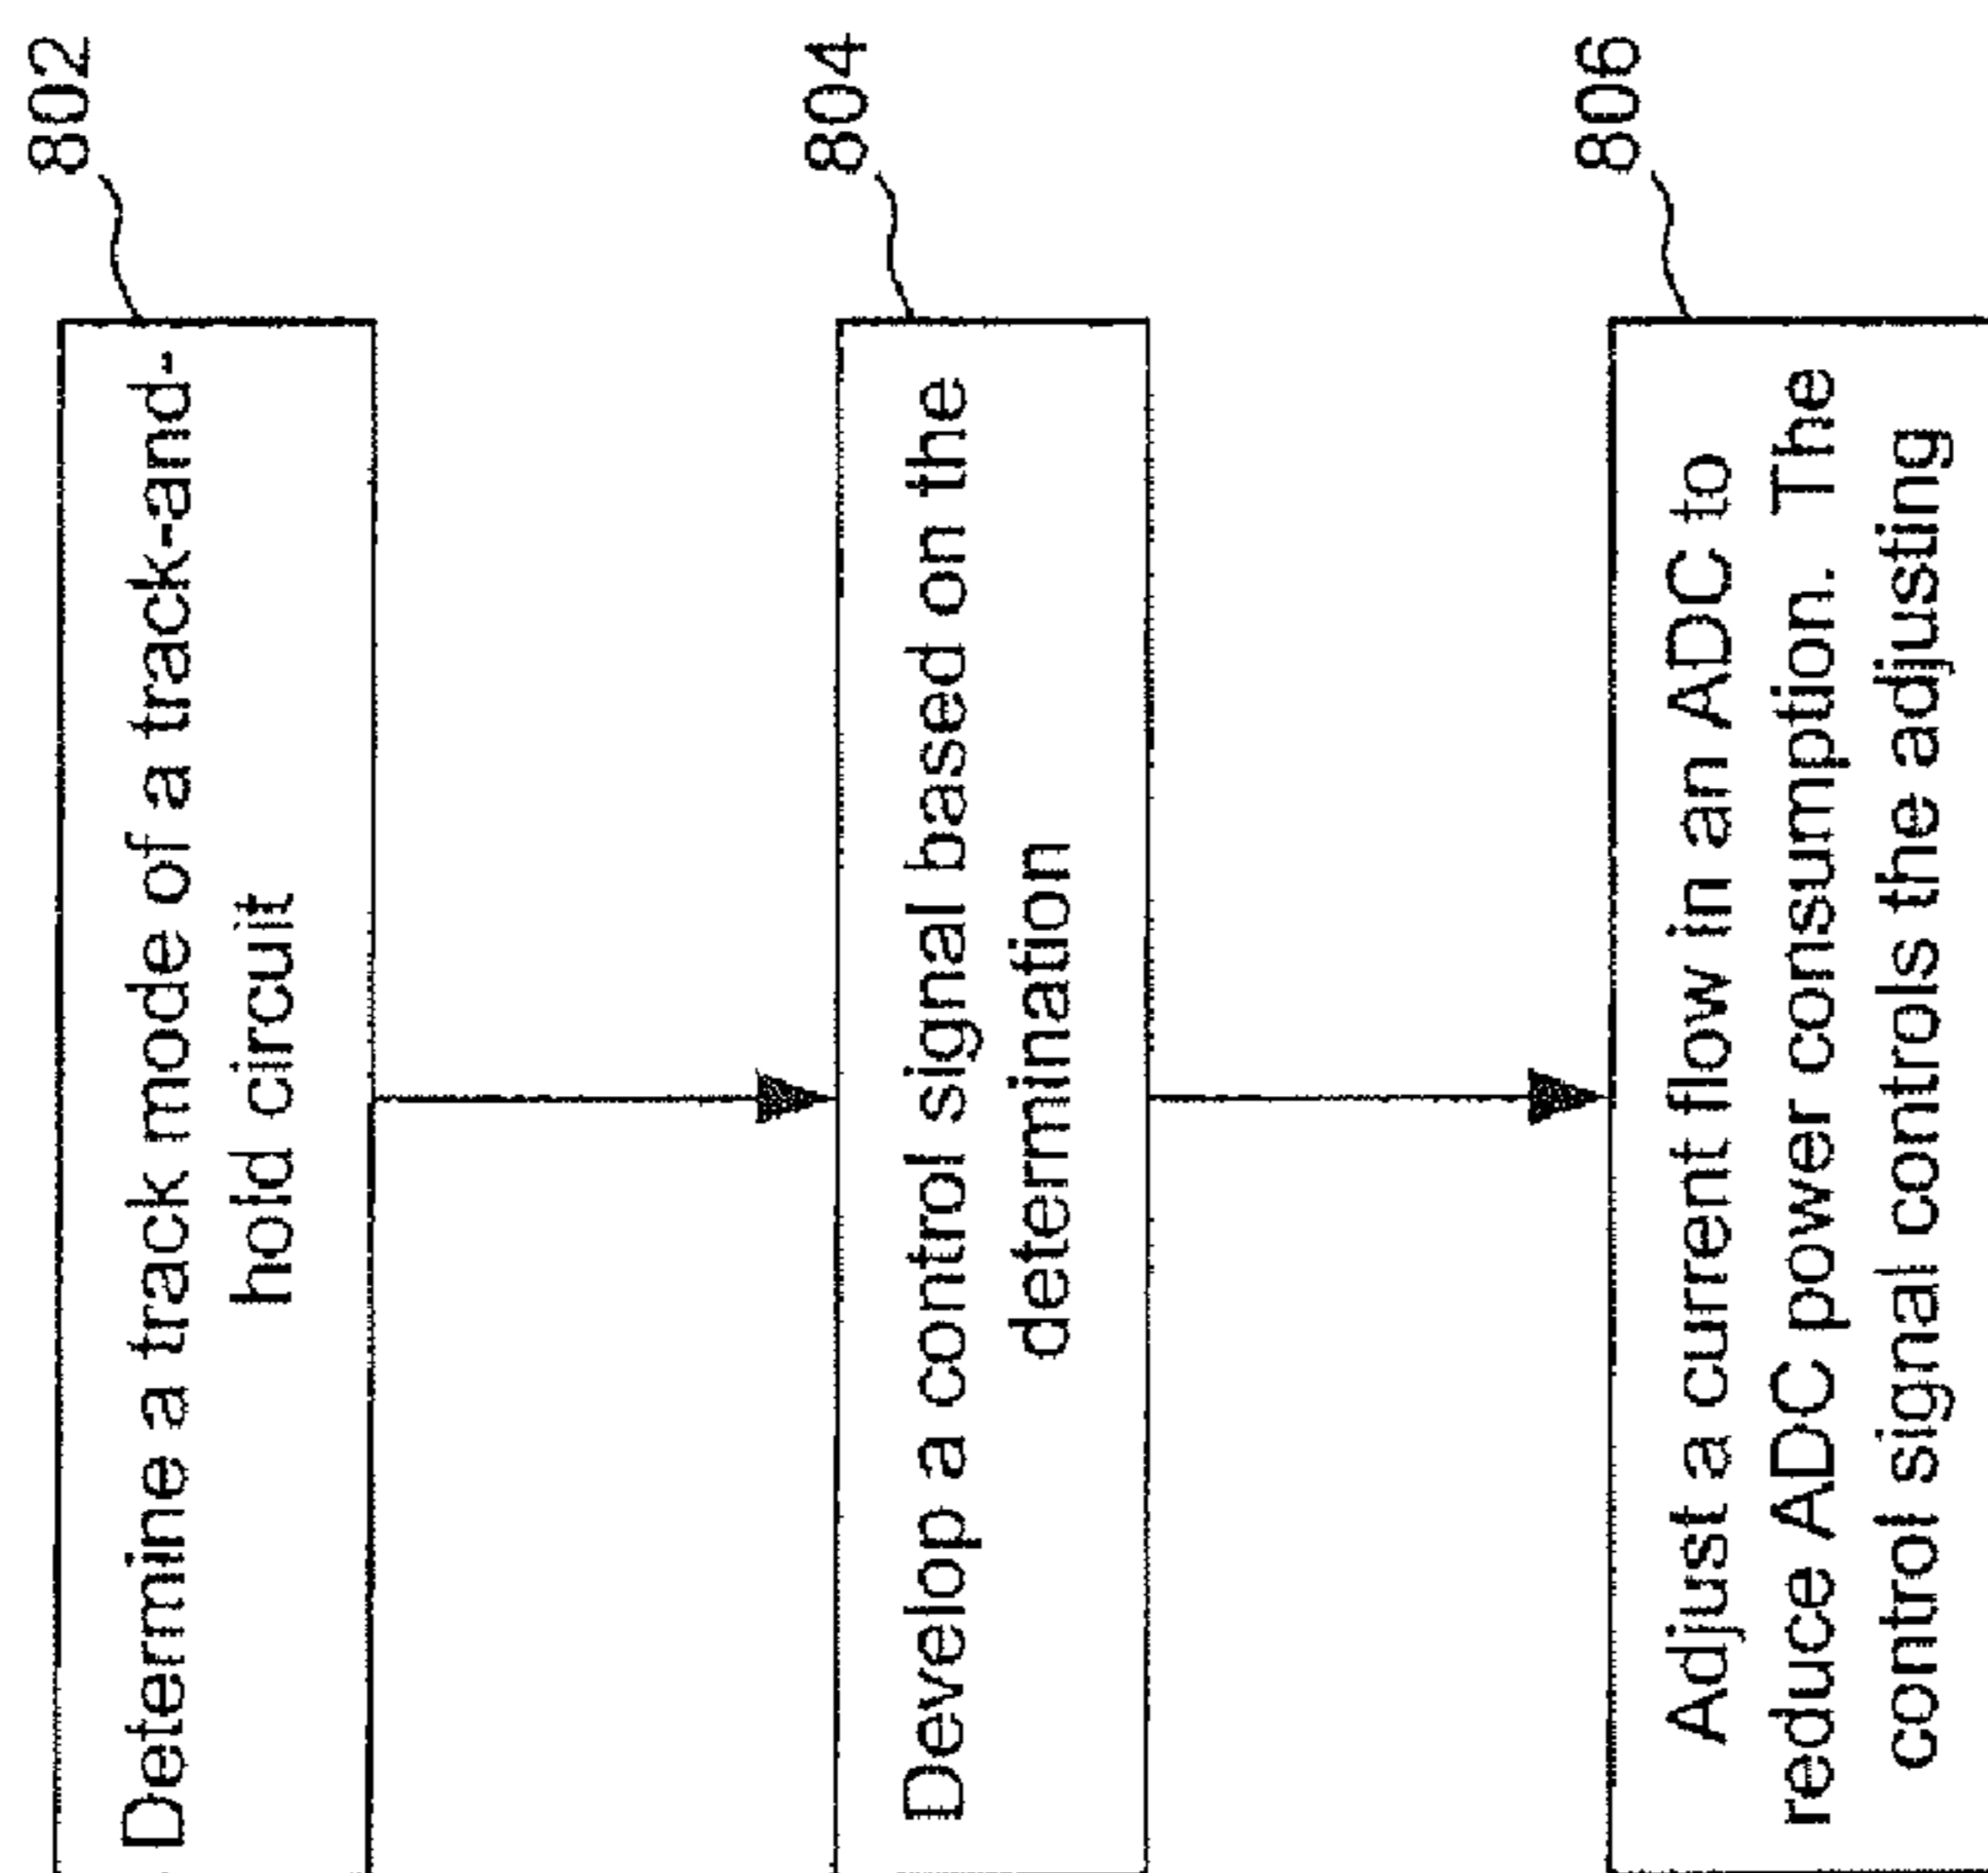 802
Determine a track mode of a track-and-
hold circuit
804
Develop a control signal based on the
determination
806
Adjust a current flow in an ADC to
reduce ADC power consumption. The
control signal controls the adjusting